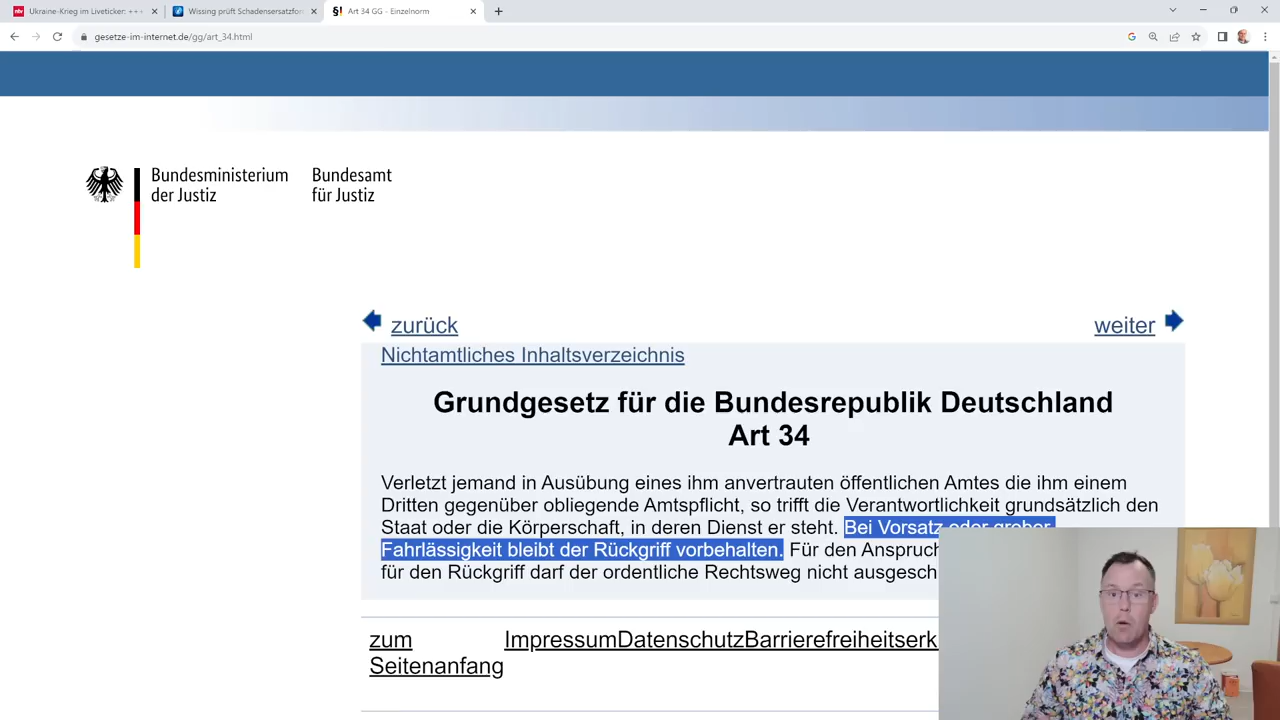 Ukraine-Krieg im Liveticker: +++
Wissing prüft Schadensersatzfor
§! Art 34 GG - Einzelnorm
gesetze-im-internet.de/gg/art_34.html
Bundesministerium der Justiz
Bundesamt für Justiz
zurück
weiter
Nichtamtliches Inhaltsverzeichnis
Grundgesetz für die Bundesrepublik Deutschland
Art 34
Verletzt jemand in Ausübung eines ihm anvertrauten öffentlichen Amtes die ihm einem
Dritten gegenüber obliegende Amtspflicht, so trifft die Verantwortlichkeit grundsätzlich den
Staat oder die Körperschaft, in deren Dienst er steht. Bei Vorsatz oder grober
Fahrlässigkeit bleibt der Rückgriff vorbehalten. Für den Anspruch
für den Rückgriff darf der ordentliche Rechtsweg nicht ausgesch
zum Seitenanfang
ImpressumDatenschutzBarrierefreiheitserk